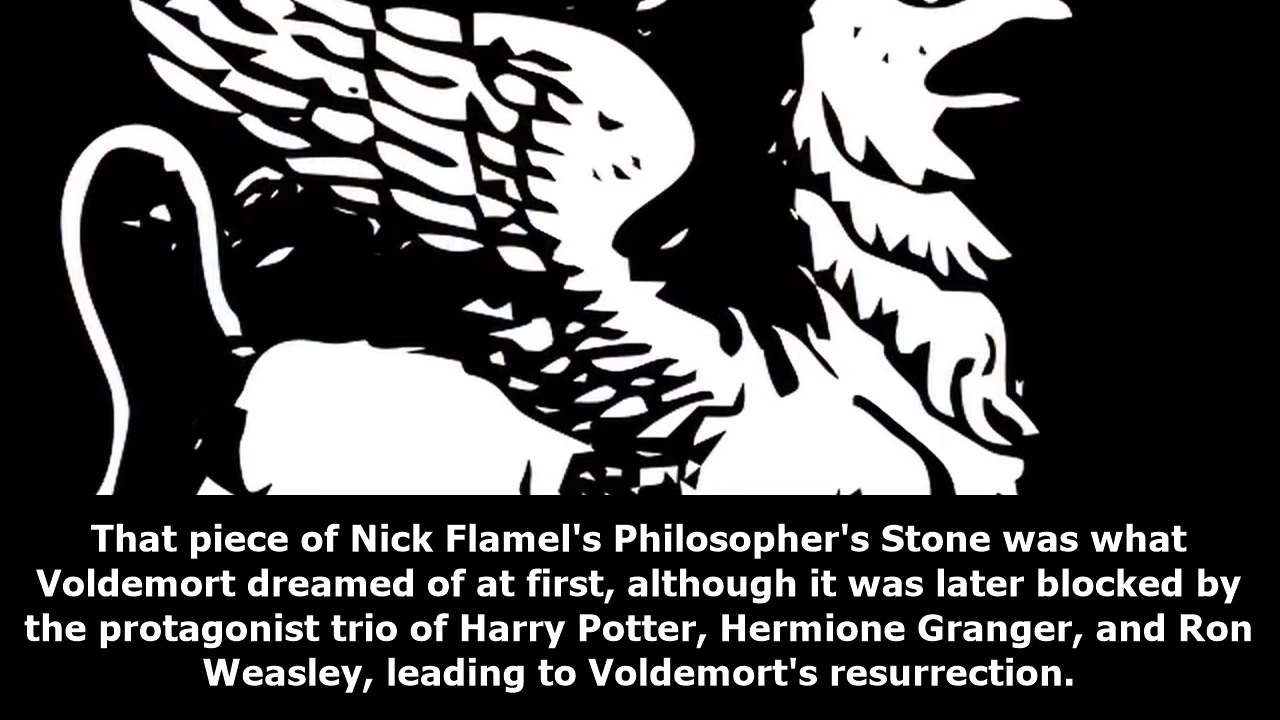 That piece of Nick Flamel's Philosopher's Stone was what
Voldemort dreamed of at first, although it was later blocked by
the protagonist trio of Harry Potter, Hermione Granger, and Ron
Weasley, leading to Voldemort's resurrection.